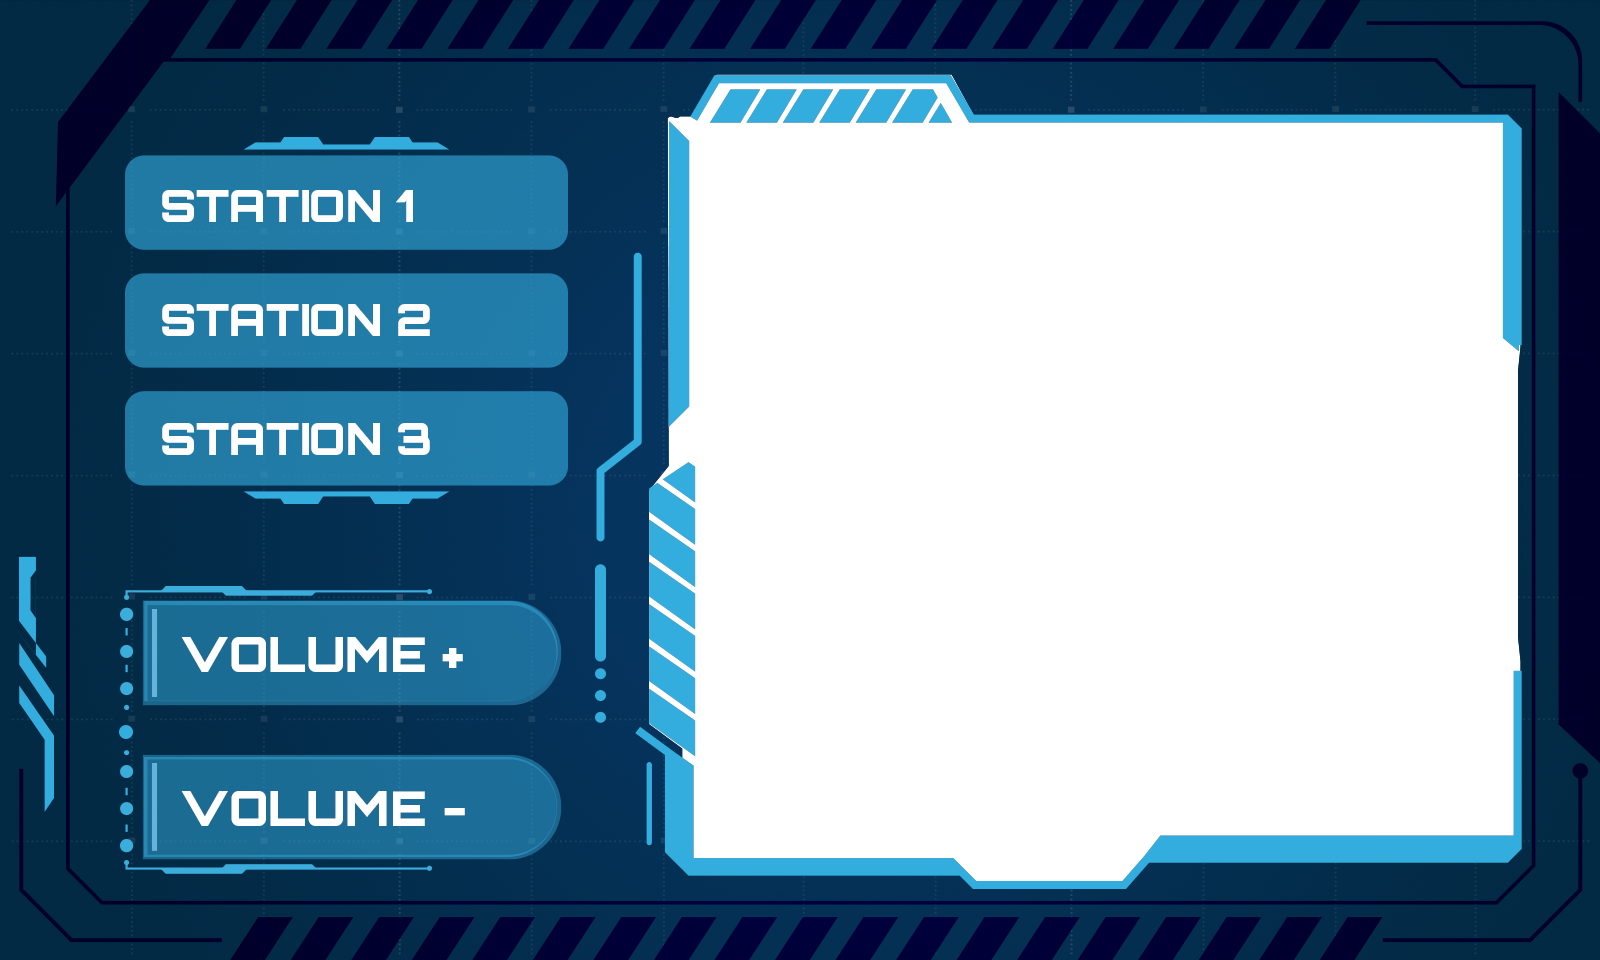 STATION 1
STATION 2
STATION 3
VOLUME +
VOLUME -